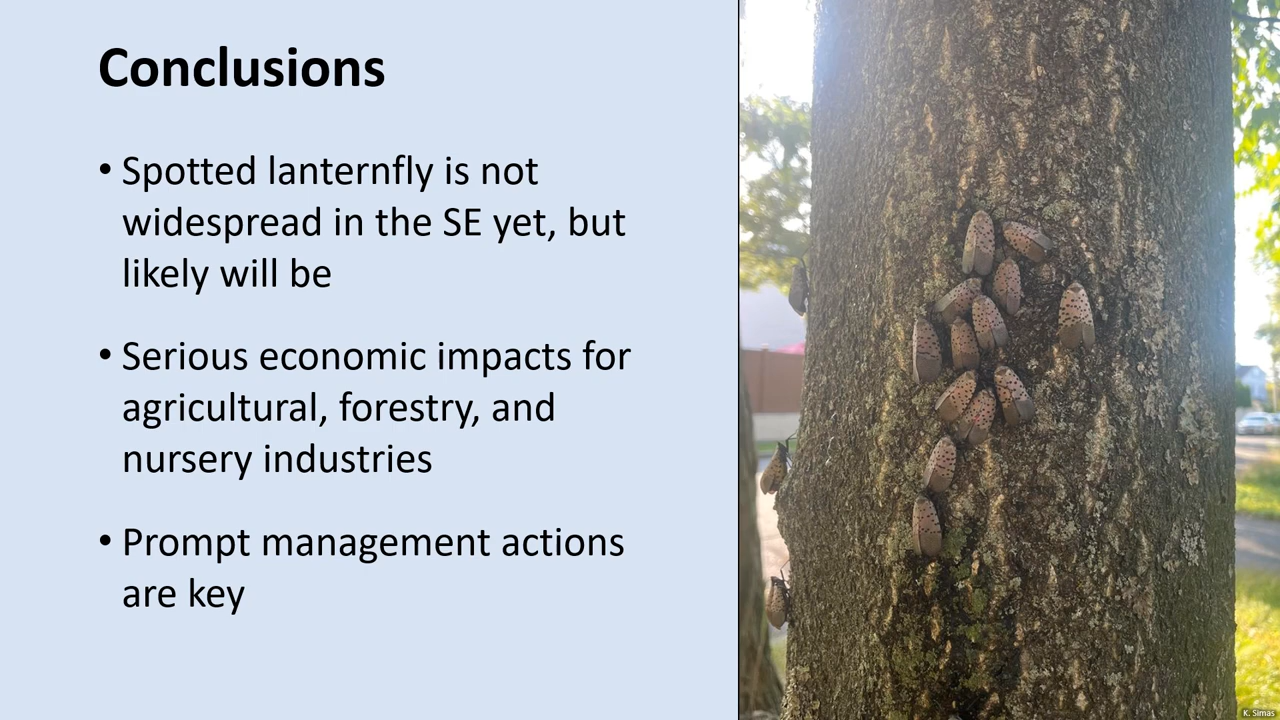 Conclusions
• Spotted lanternfly is not
widespread in the SE yet, but
likely will be
• Serious economic impacts for
agricultural, forestry, and
nursery industries
• Prompt management actions
are key
K. Simas